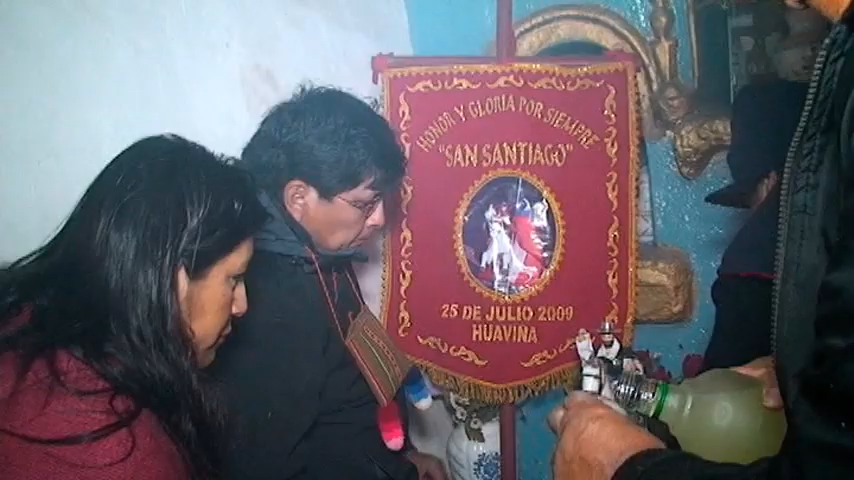 HONOR Y GLORIA POR SIEMPRE
"SAN SANTIAGO"
25 DE JULIO 2009
HUAVINA